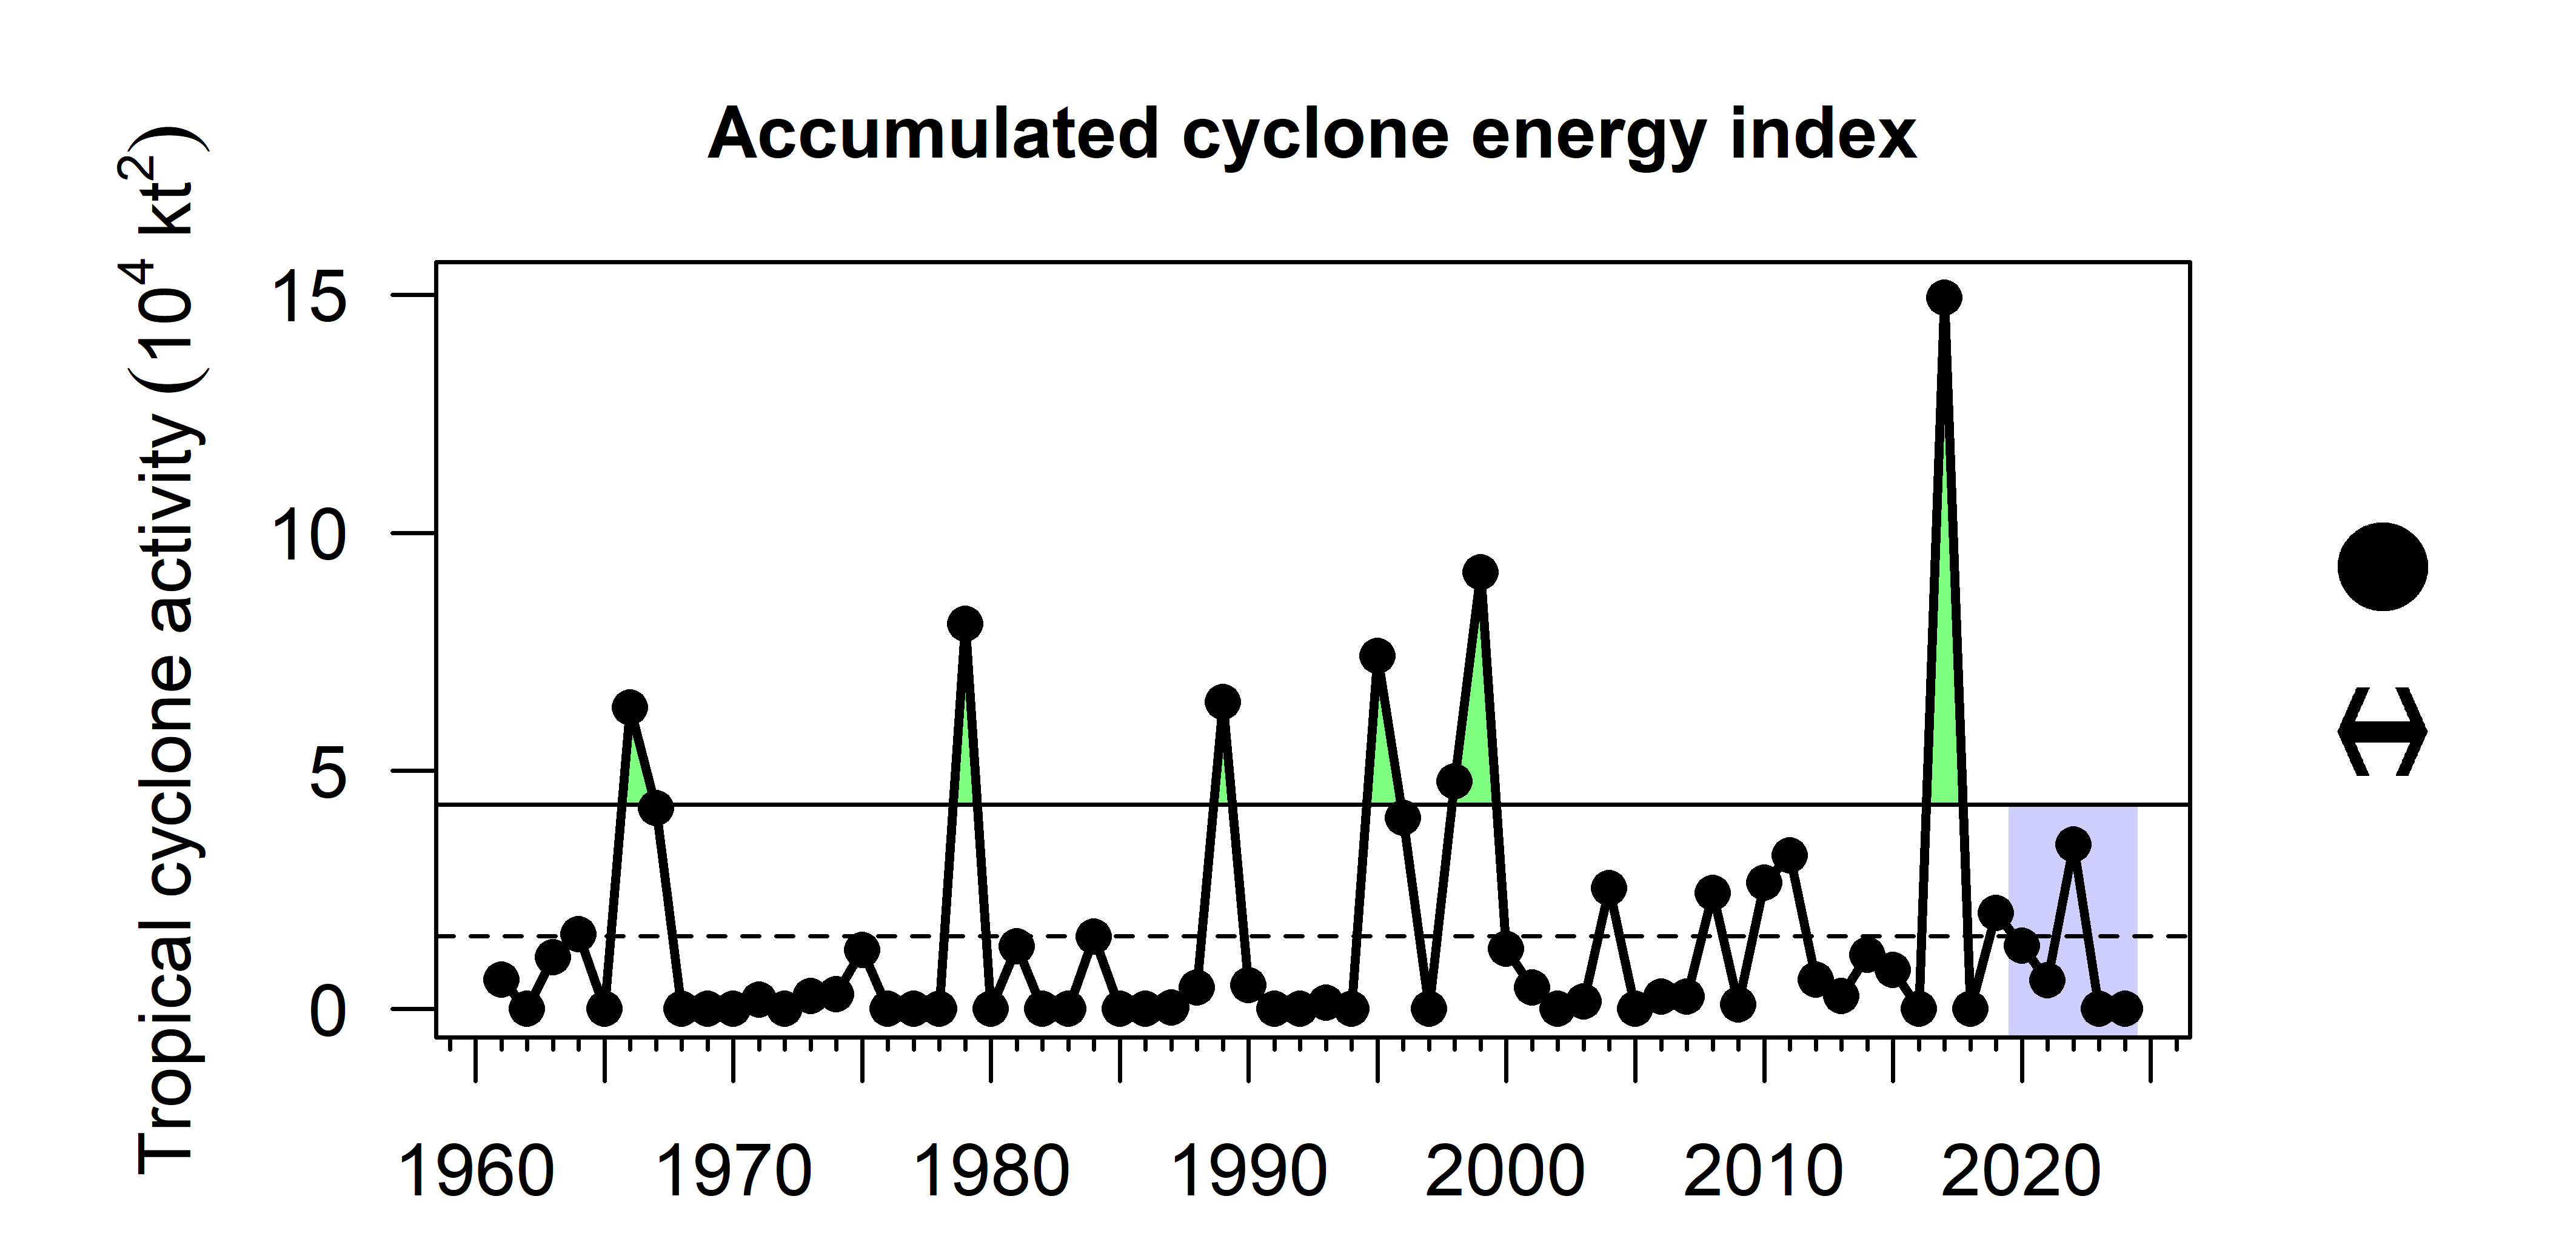 Accumulated cyclone energy index
Tropical cyclone activity (10⁴ kt²)
15
10
5
0
1960 1970 1980 1990 2000 2010 2020